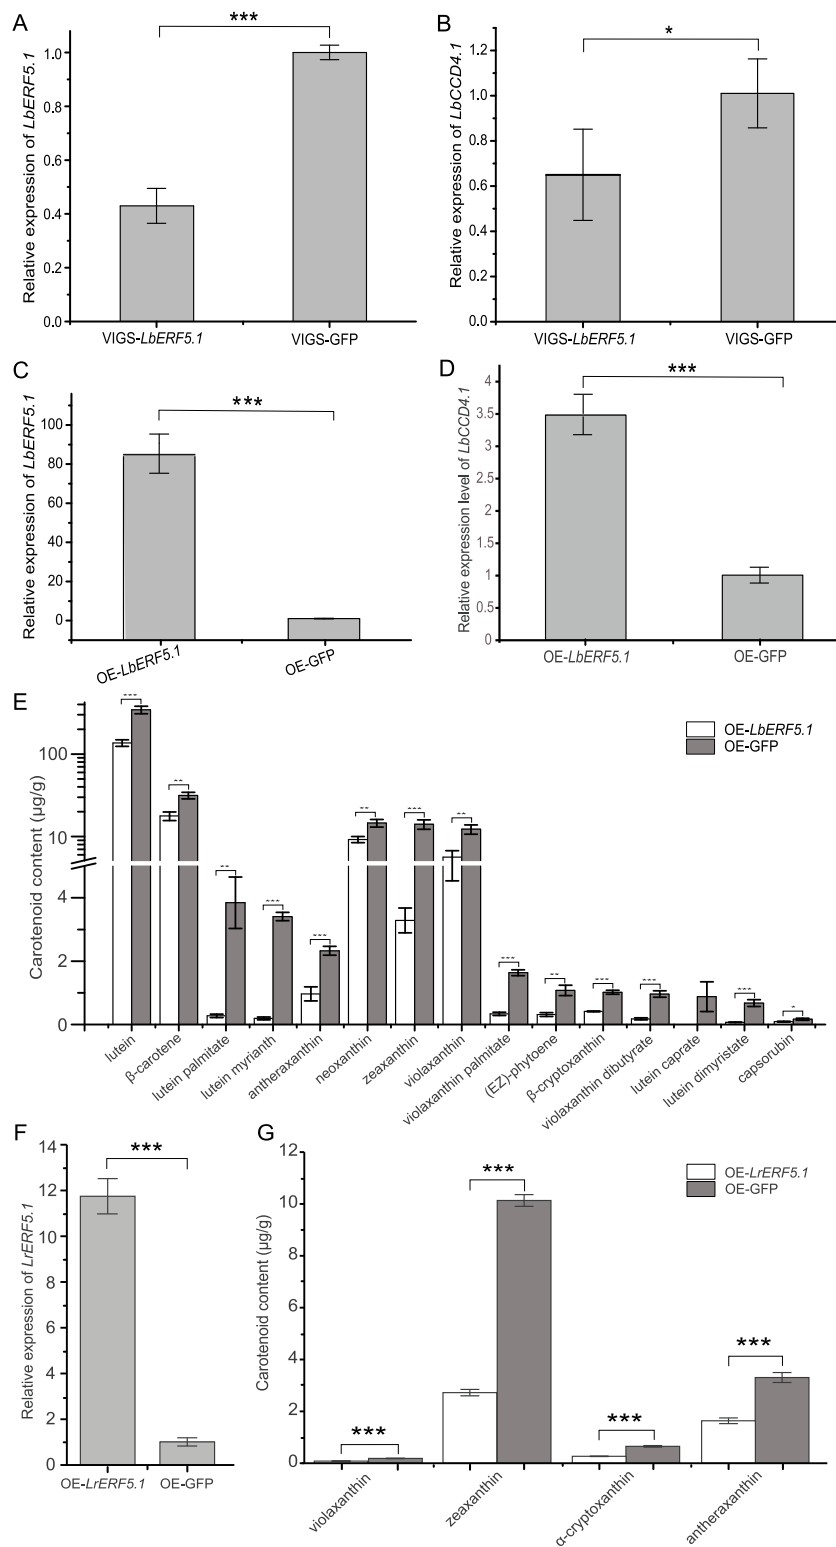 A
Relative expression of LbERF5.1
1.0
0.8
0.6
0.4
0.2
0.0
***
VIGS-LbERF5.1
VIGS-GFP
B
Relative expression of LbCCD4.1
1.2
1.0
0.8
0.6
0.4
0.2
0.0
*
VIGS-LbERF5.1
VIGS-GFP
C
Relative expression of LbERF5.1
100
80
60
40
20
0
***
OE-LbERF5.1
OE-GFP
D
Relative expression level of LbCCD4.1
4
3.5
3
2.5
2
1.5
1
0.5
0
***
OE-LbERF5.1
OE-GFP
E
Carotenoid content (μg/g)
100
10
4
2
0
OE-LbERF5.1
OE-GFP
***
**
**
***
***
**
***
**
***
**
***
***
***
*
lutein
β-carotene
lutein palmitate
lutein myrianth
antheraxanthin
neoxanthin
zeaxanthin
violaxanthin
violaxanthin palmitate
(EZ)-phytoene
β-cryptoxanthin
violaxanthin dibutyrate
lutein caprate
lutein dimyristate
capsorubin
F
Relative expression of LrERF5.1
14
12
10
8
6
4
2
0
***
OE-LrERF5.1
OE-GFP
G
Carotenoid content (μg/g)
12
10
8
6
4
2
0
OE-LrERF5.1
OE-GFP
***
***
***
***
violaxanthin
zeaxanthin
α-cryptoxanthin
antheraxanthin